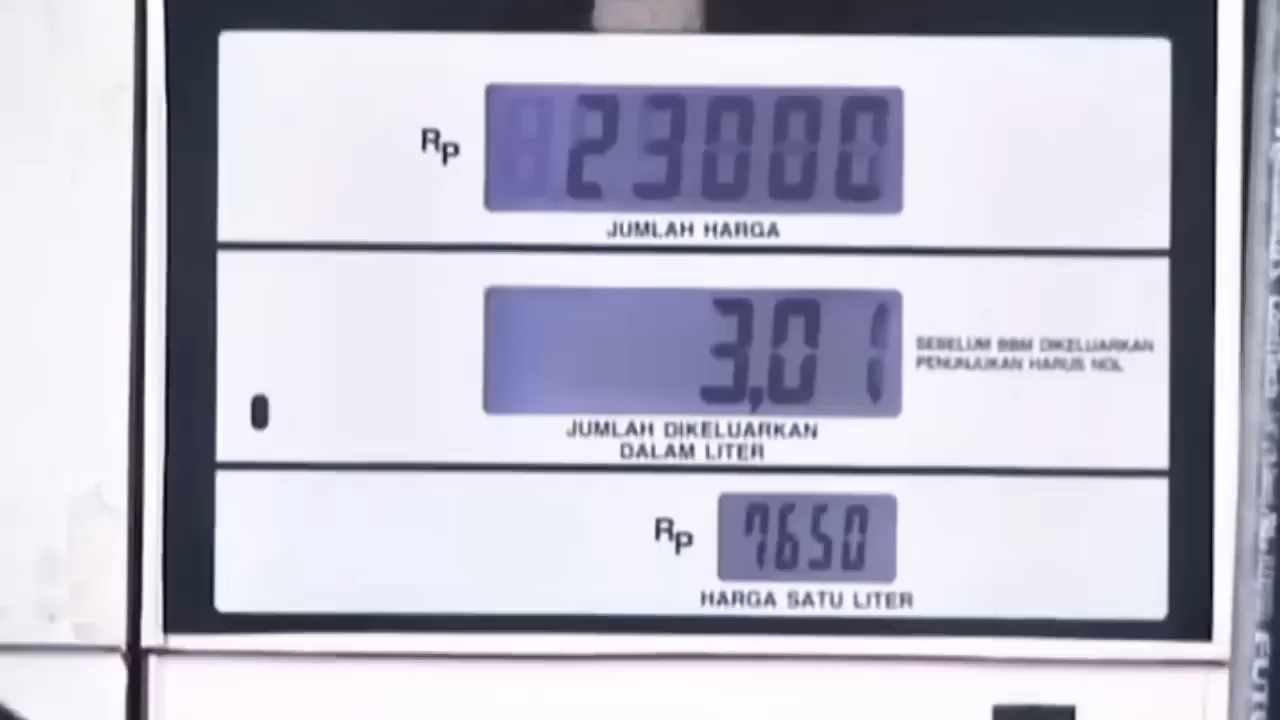 Rp 23000
JUMLAH HARGA
3,01
SEBELUM BBM DIKELUARKAN
PENUNJUKAN HARUS NOL
JUMLAH DIKELUARKAN
DALAM LITER
Rp 7650
HARGA SATU LITER